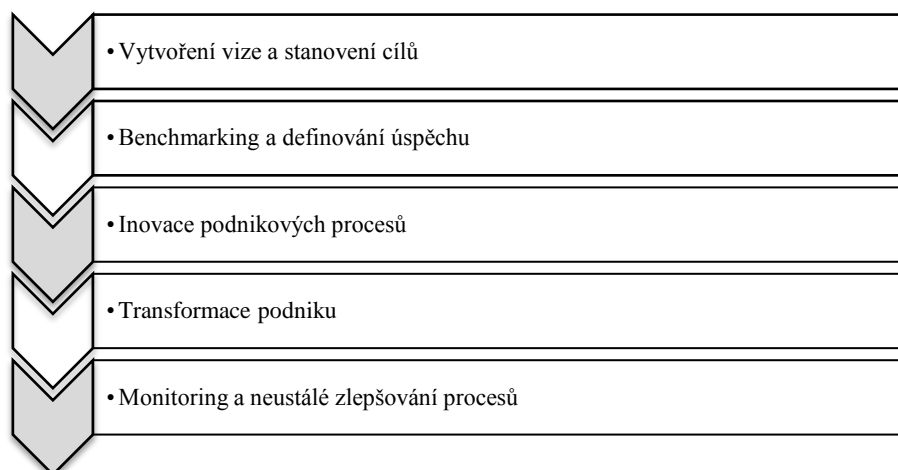 • Vytvoření vize a stanovení cílů
• Benchmarking a definování úspěchu
• Inovace podnikových procesů
• Transformace podniku
• Monitoring a neustálé zlepšování procesů